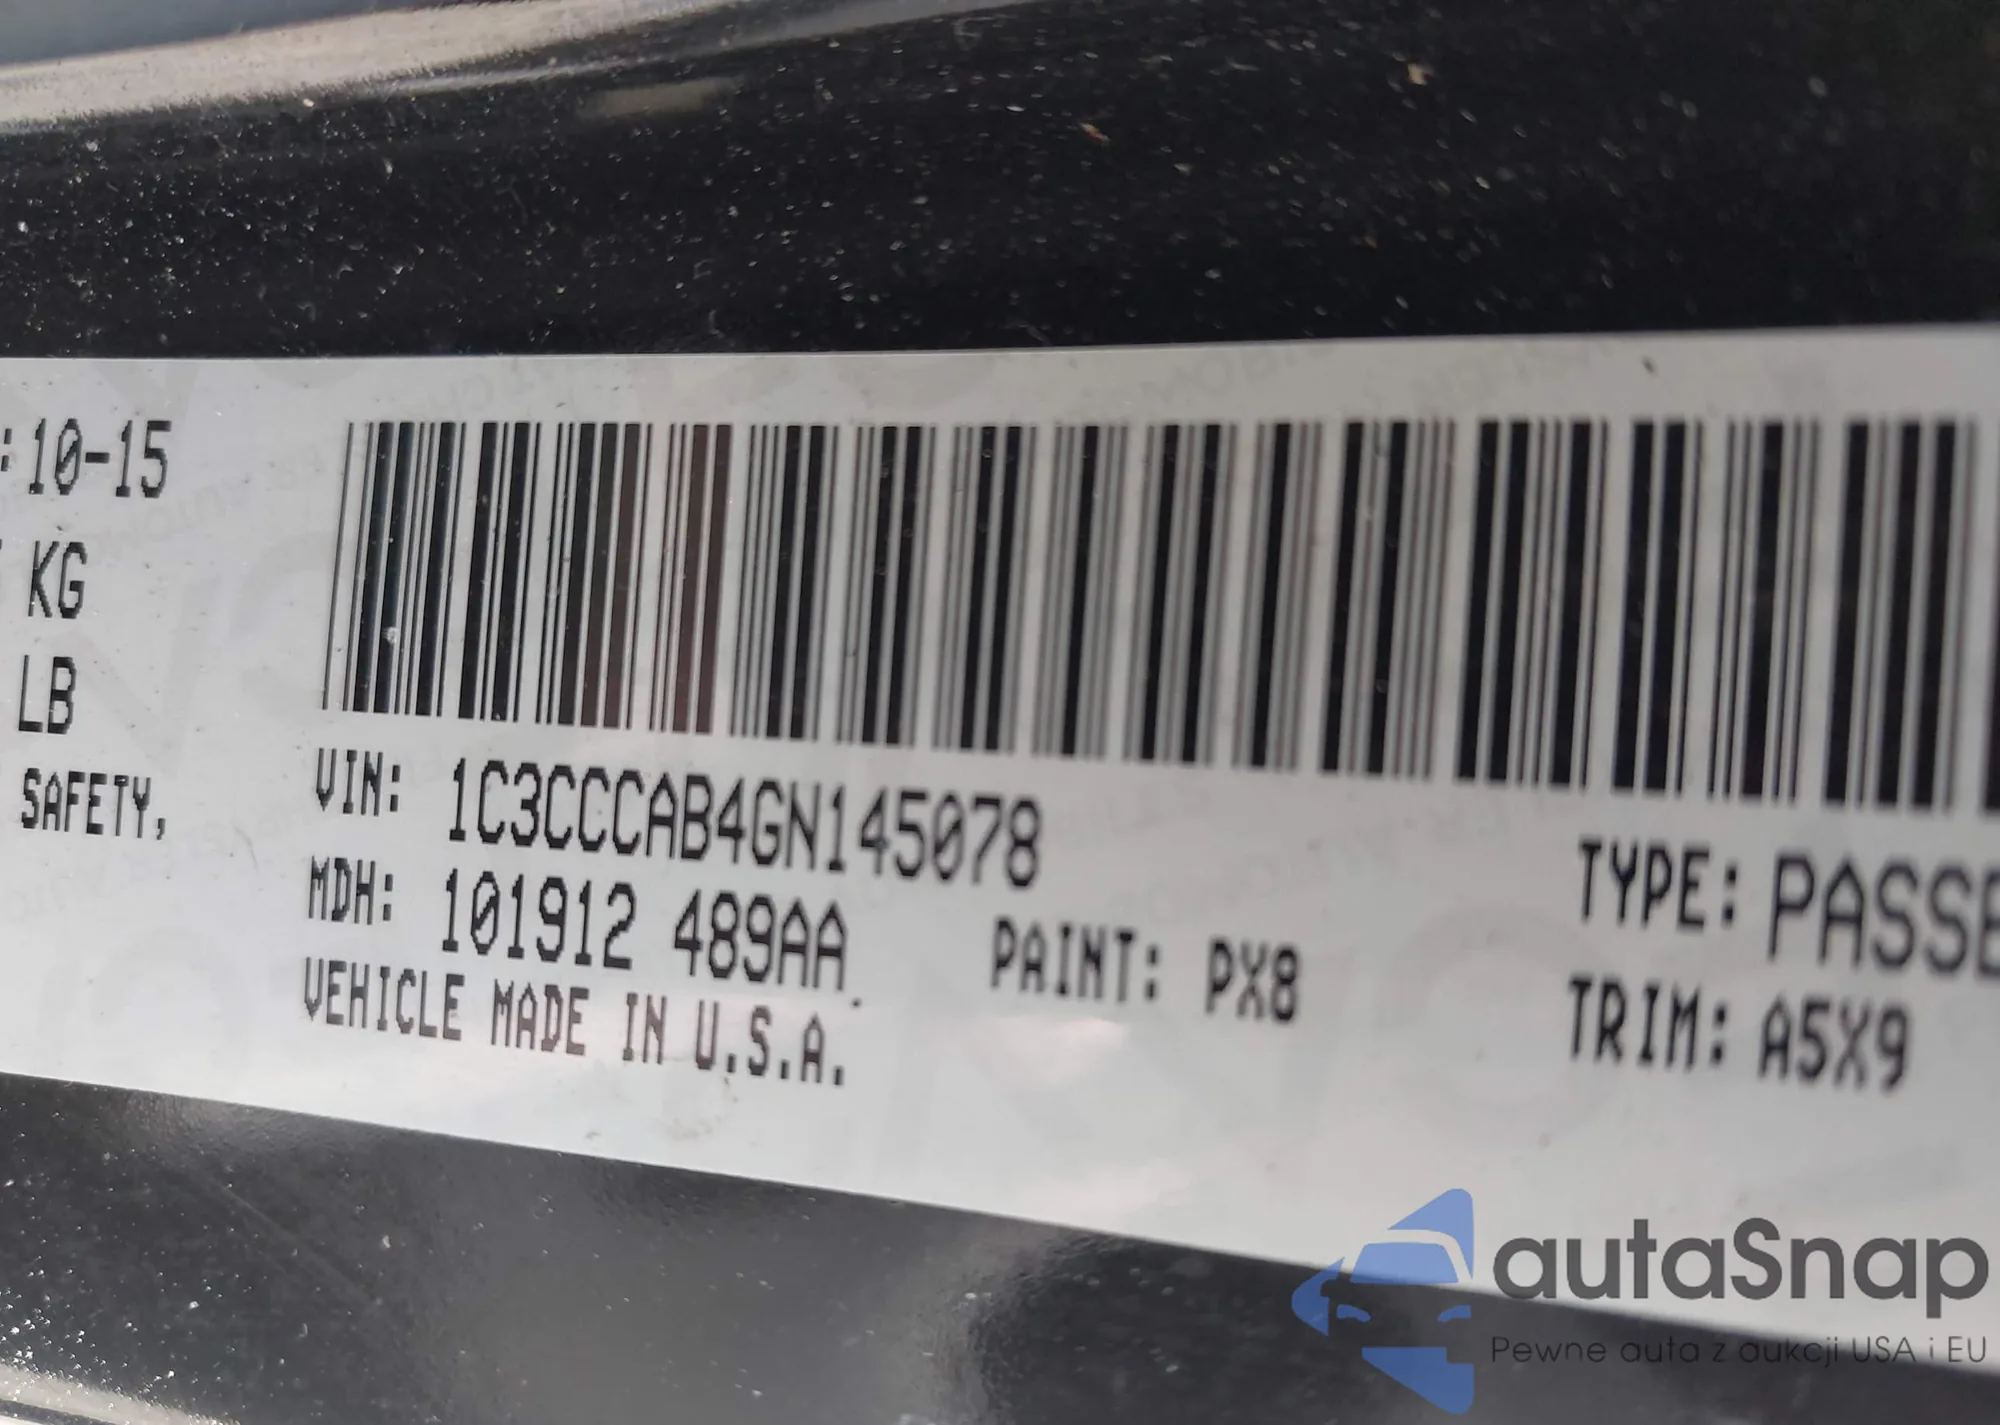 : 10-15
KG
LB
SAFETY,
VIN: 1C3CCCAB4GN145078
MDH: 101912 489AA
PAINT: PX8
VEHICLE MADE IN U.S.A.
TYPE: PASSE
TRIM: A5X9
autaSnap
Pewne auta z aukcji USA i EU